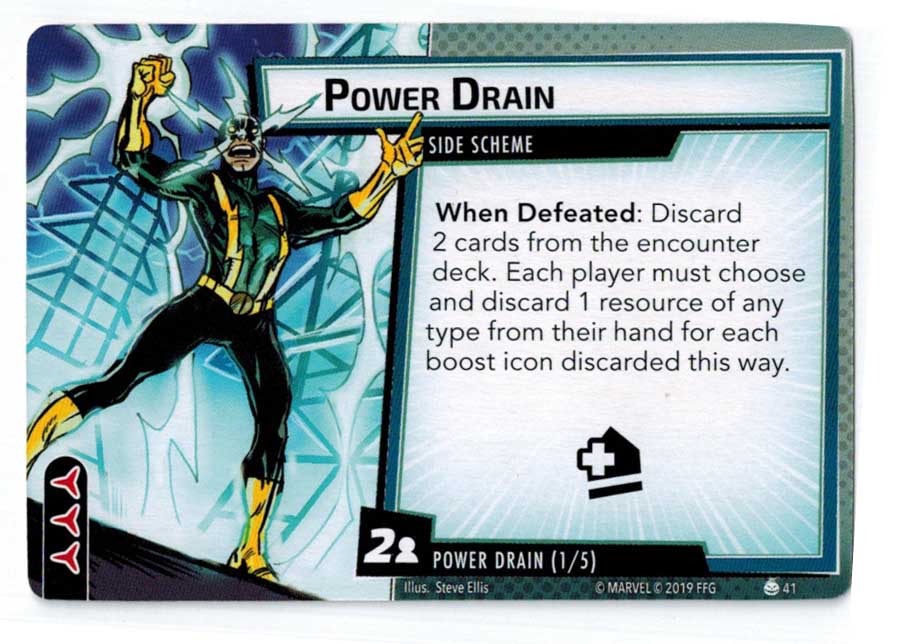 POWER DRAIN
SIDE SCHEME
When Defeated: Discard
2 cards from the encounter
deck. Each player must choose
and discard 1 resource of any
type from their hand for each
boost icon discarded this way.
2
POWER DRAIN (1/5)
Illus. Steve Ellis
© MARVEL © 2019 FFG
41